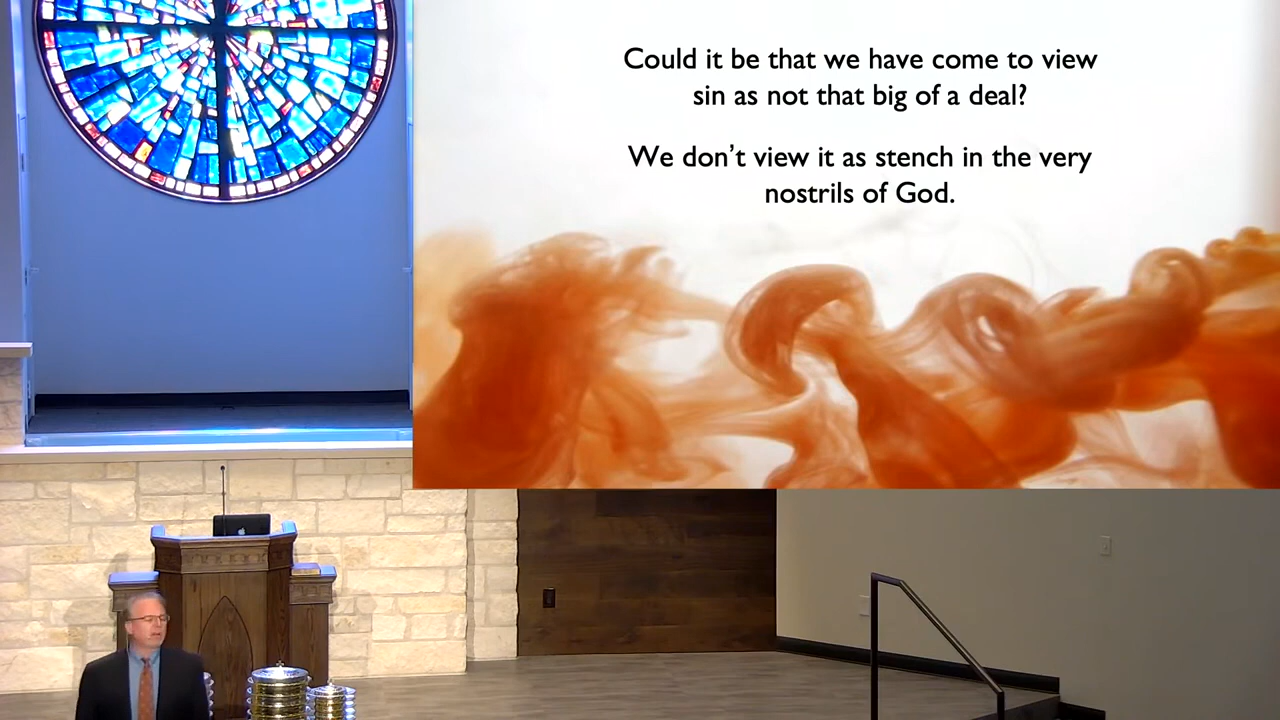 Could it be that we have come to view
sin as not that big of a deal?
We don't view it as stench in the very
nostrils of God.